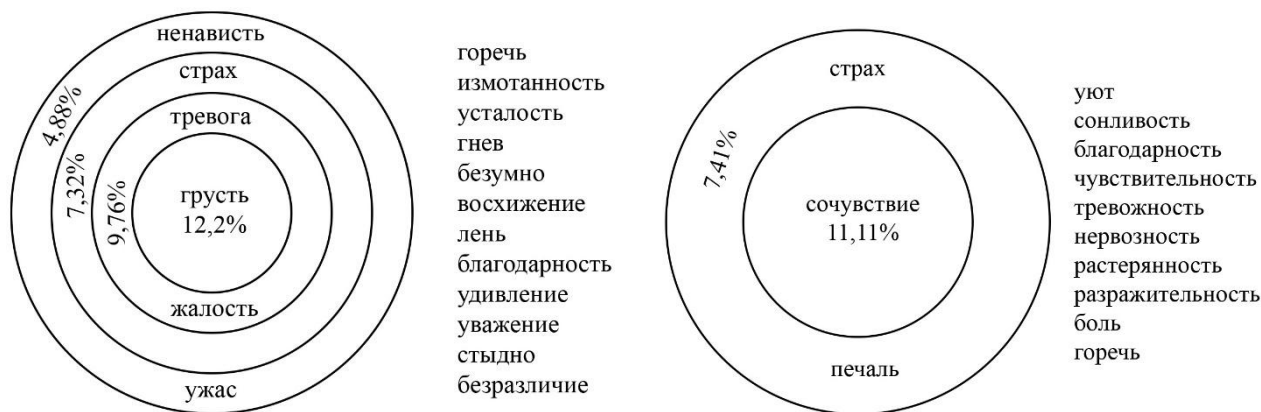 ненависть
страх
тревога
грусть
12,2%
9,76%
7,32%
4,88%
жалость
ужас
горечь
измотанность
усталость
гнев
безумно
восхижение
лень
благодарность
удивление
уважение
стыдно
безразличие
страх
7,41%
сочувствие
11,11%
печаль
уют
сонливость
благодарность
чувствительность
тревожность
нервозность
растерянность
разражительность
боль
горечь